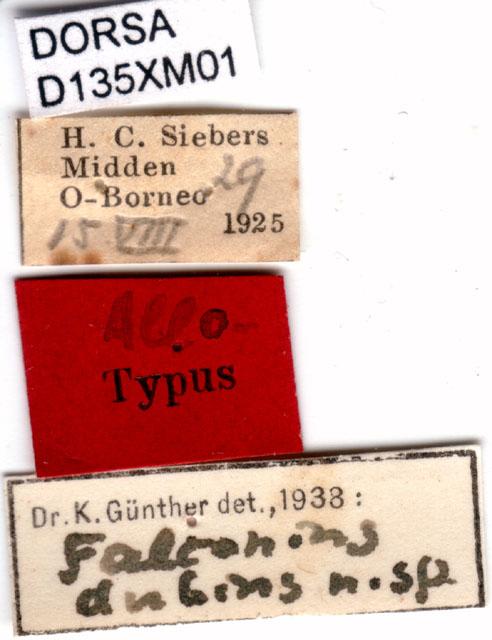 DORSA
D135XM01
H. C. Siebers
Midden
O-Borneo 29
15 VIII 1925
Allo-
Typus
Dr. K. Günther det., 1938:
Falconius
dubius n. sp